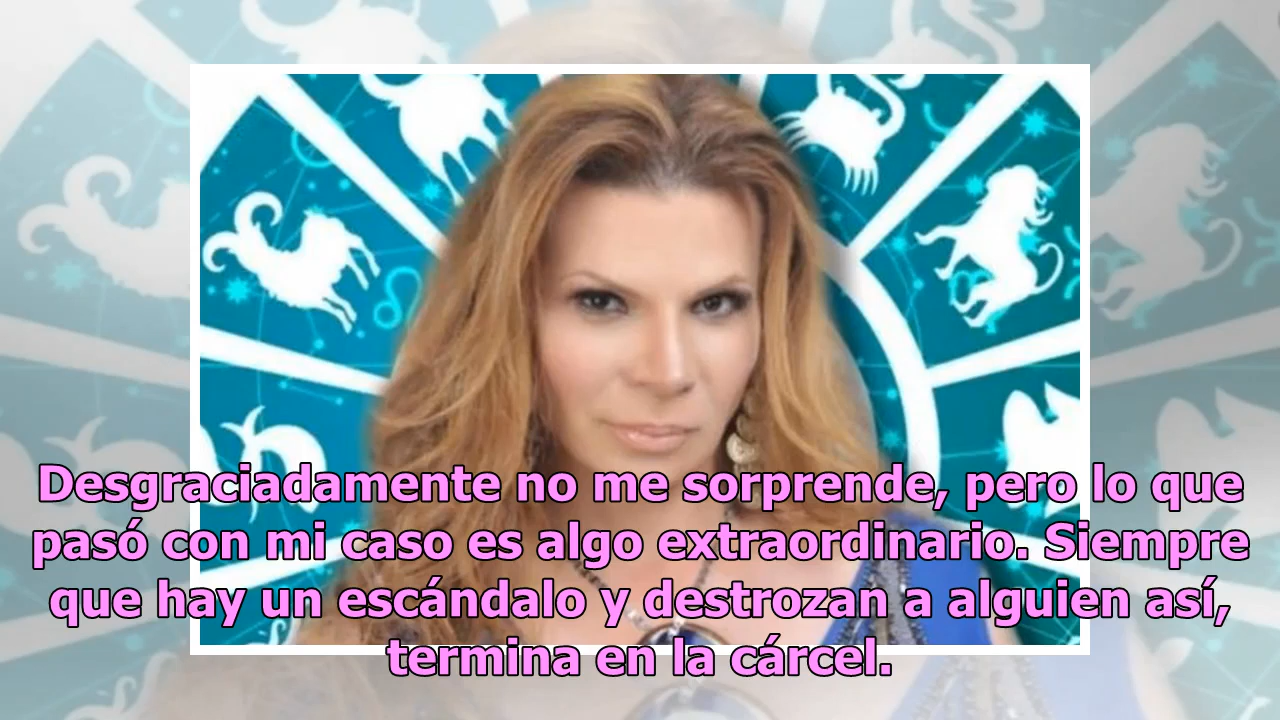 Desgraciadamente no me sorprende, pero lo que
pasó con mi caso es algo extraordinario. Siempre
que hay un escándalo y destrozan a alguien así,
termina en la cárcel.